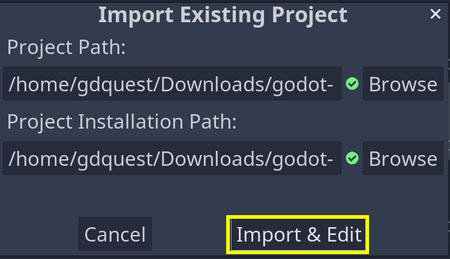 Import Existing Project
Project Path:
/home/gdquest/Downloads/godot- Browse
Project Installation Path:
/home/gdquest/Downloads/godot- Browse
Cancel Import & Edit